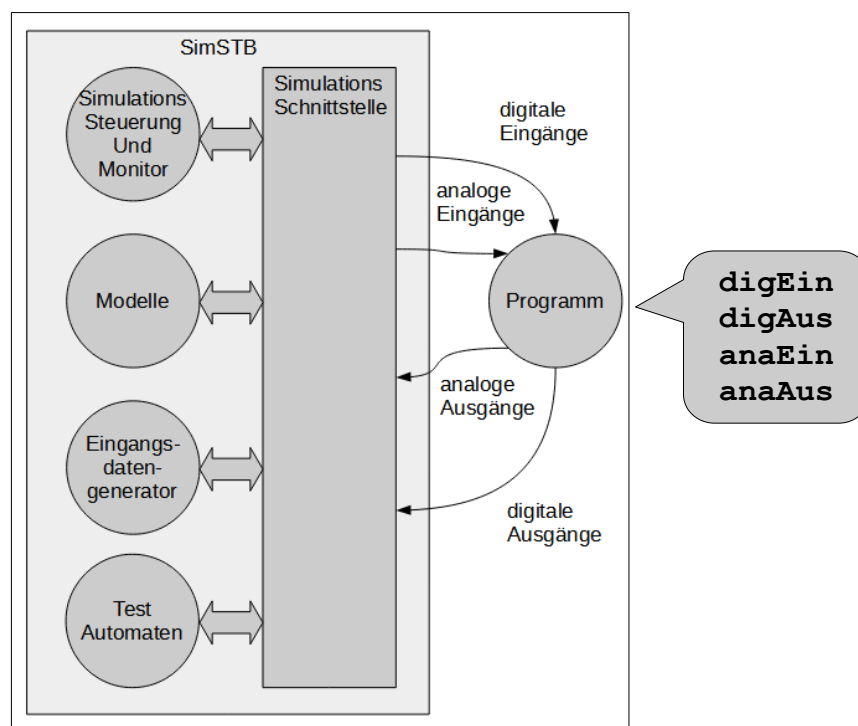 SimSTB
Simulations
Steuerung
Und
Monitor
Simulations
Schnittstelle
digitale
Eingänge
analoge
Eingänge
Modelle
Programm
digEin
digAus
anaEin
anaAus
analoge
Ausgänge
Eingangs-
daten-
generator
digitale
Ausgänge
Test
Automaten